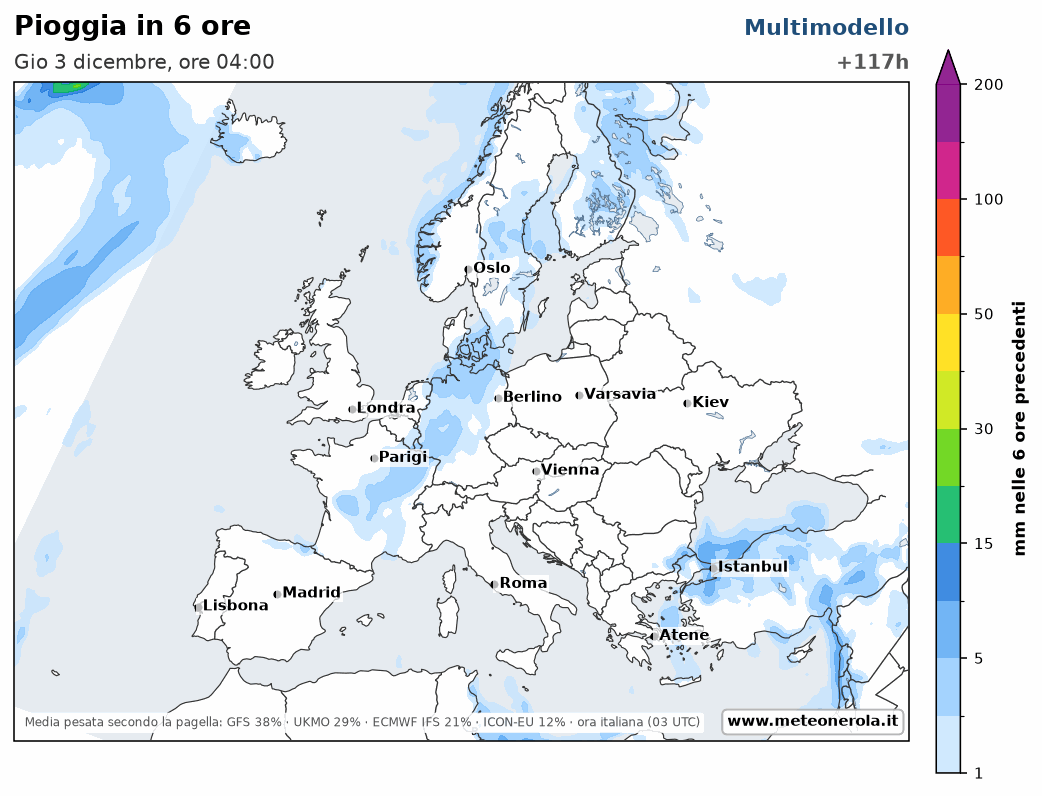 Pioggia in 6 ore
Multimodello
Gio 3 dicembre, ore 04:00
+117h
200
100
50
30
15
5
1
mm nelle 6 ore precedenti
Oslo
Berlino
Varsavia
Kiev
Londra
Parigi
Vienna
Istanbul
Roma
Madrid
Lisbona
Atene
Media pesata secondo la pagella: GFS 38% · UKMO 29% · ECMWF IFS 21% · ICON-EU 12% · ora italiana (03 UTC)
www.meteonerola.it